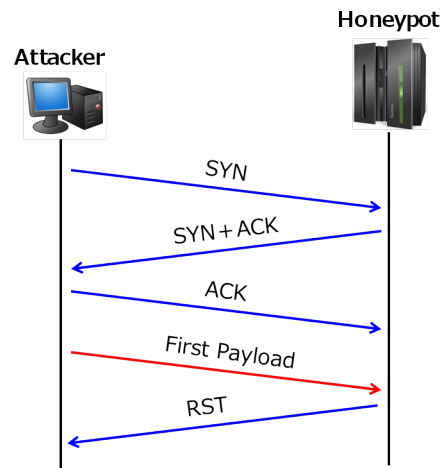 Honeypot
Attacker
SYN
SYN+ACK
ACK
First Payload
RST